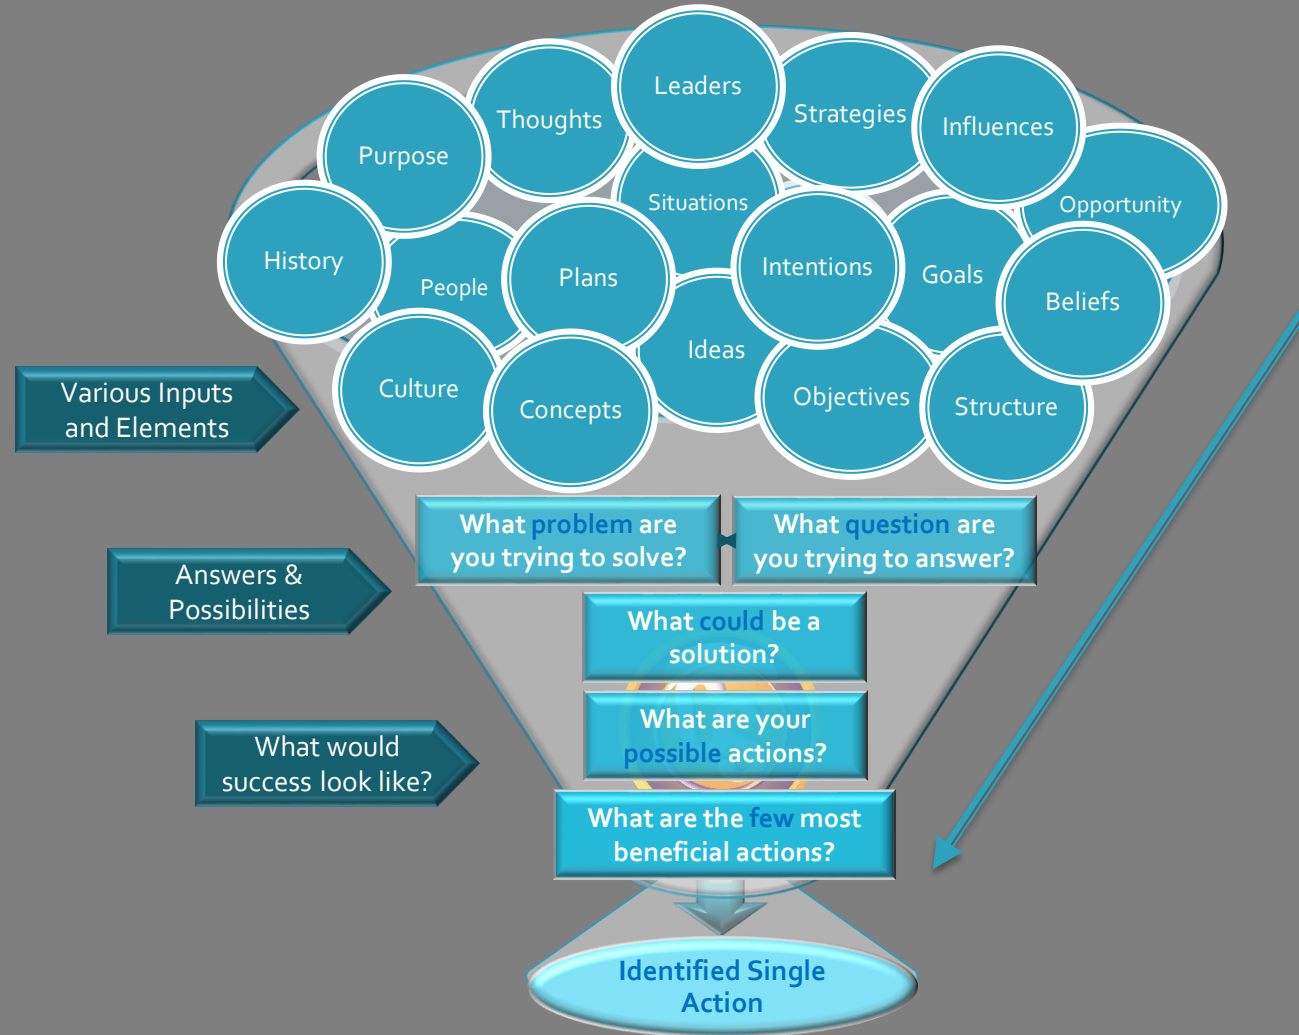 Leaders
Thoughts
Strategies
Influences
Purpose
Situations
Opportunity
History
People
Plans
Intentions
Goals
Beliefs
Ideas
Culture
Concepts
Objectives
Structure
Various Inputs
and Elements
What problem are
you trying to solve?
What question are
you trying to answer?
Answers &
Possibilities
What could be a
solution?
What are your
possible actions?
What would
success look like?
What are the few most
beneficial actions?
Identified Single
Action